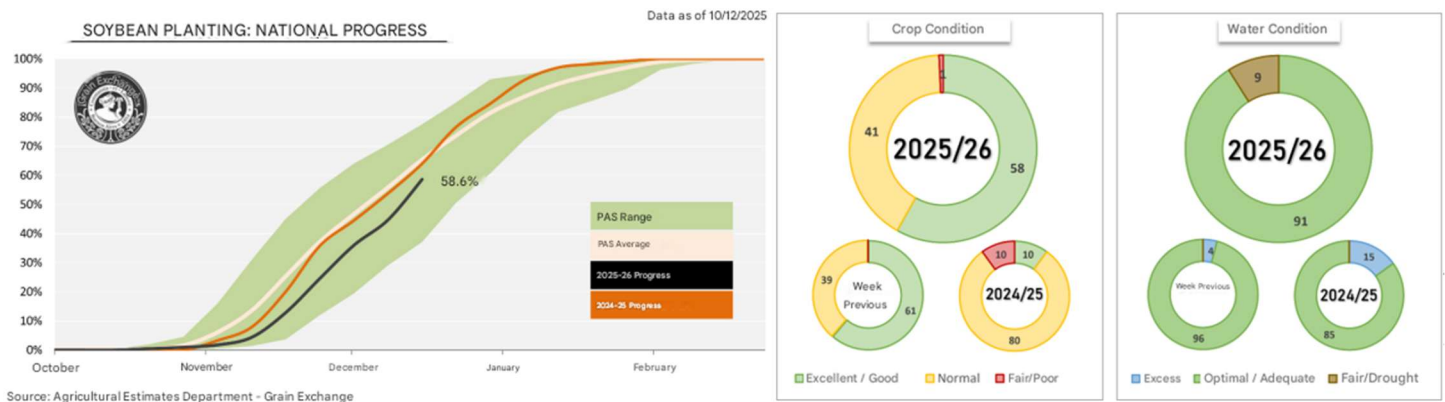 Data as of 10/12/2025
SOYBEAN PLANTING: NATIONAL PROGRESS
100%
90%
80%
70%
60%
50%
40%
30%
20%
10%
0%
Grain Exchange
58.6%
PAS Range
PAS Average
2025-26 Progress
2024-25 Progress
October
November
December
January
February
Source: Agricultural Estimates Department - Grain Exchange
Crop Condition
1
41
2025/26
58
39
Week
Previous
61
10
10
2024/25
80
Excellent / Good
Normal
Fair/Poor
Water Condition
9
2025/26
91
4
Week Previous
96
15
2024/25
85
Excess
Optimal / Adequate
Fair/Drought